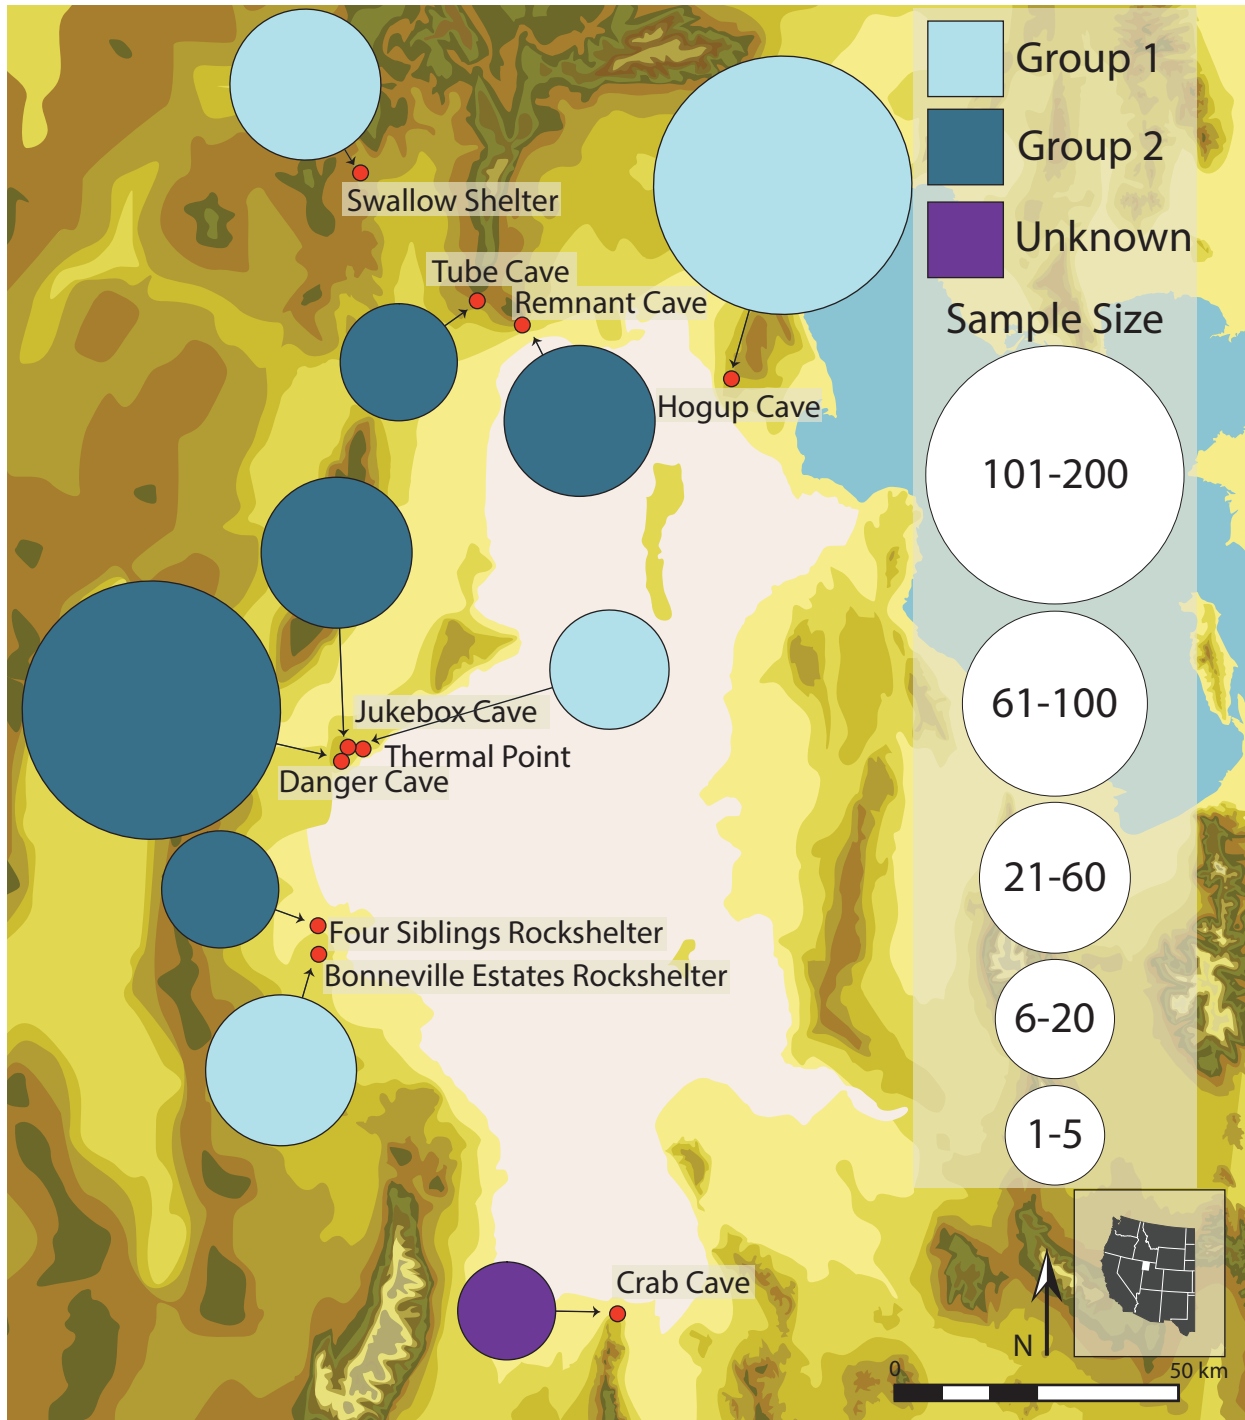 Group 1
Group 2
Unknown
Sample Size
101-200
61-100
21-60
6-20
1-5
Swallow Shelter
Tube Cave
Remnant Cave
Hogup Cave
Jukebox Cave
Thermal Point
Danger Cave
Four Siblings Rockshelter
Bonneville Estates Rockshelter
Crab Cave
N
0
50 km